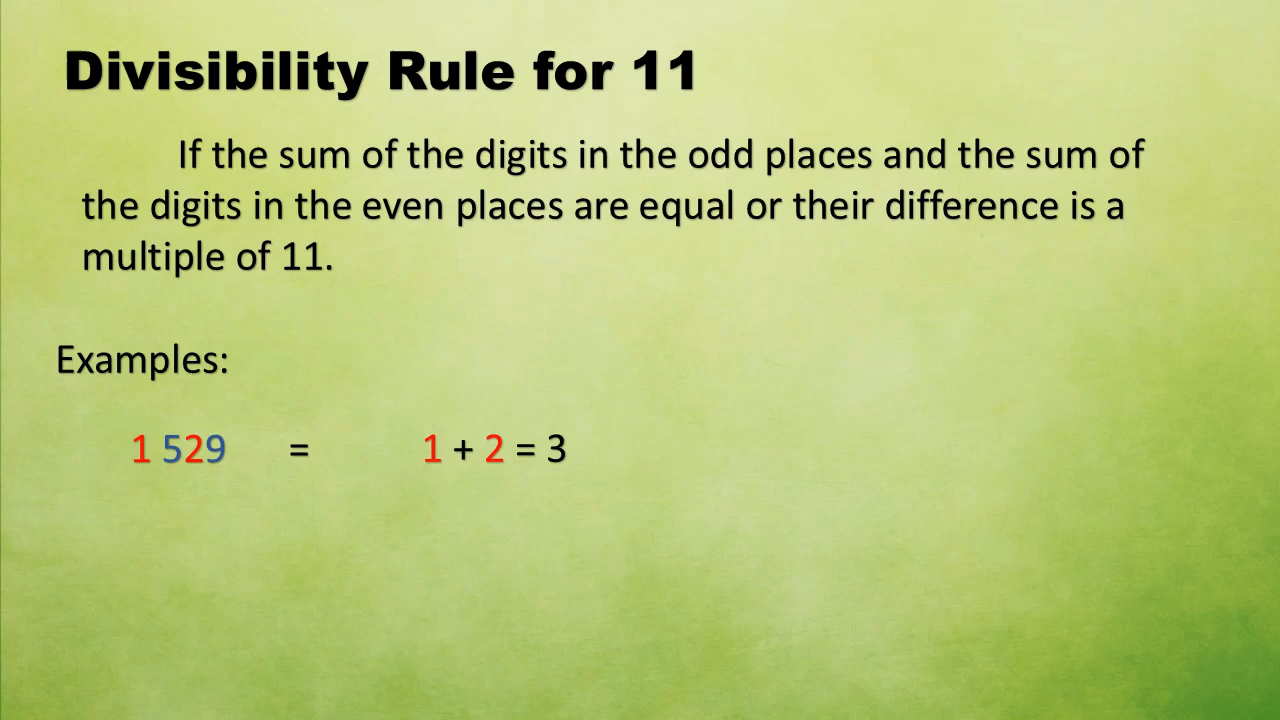 Divisibility Rule for 11
If the sum of the digits in the odd places and the sum of
the digits in the even places are equal or their difference is a
multiple of 11.
Examples:
1 529 = 1 + 2 = 3